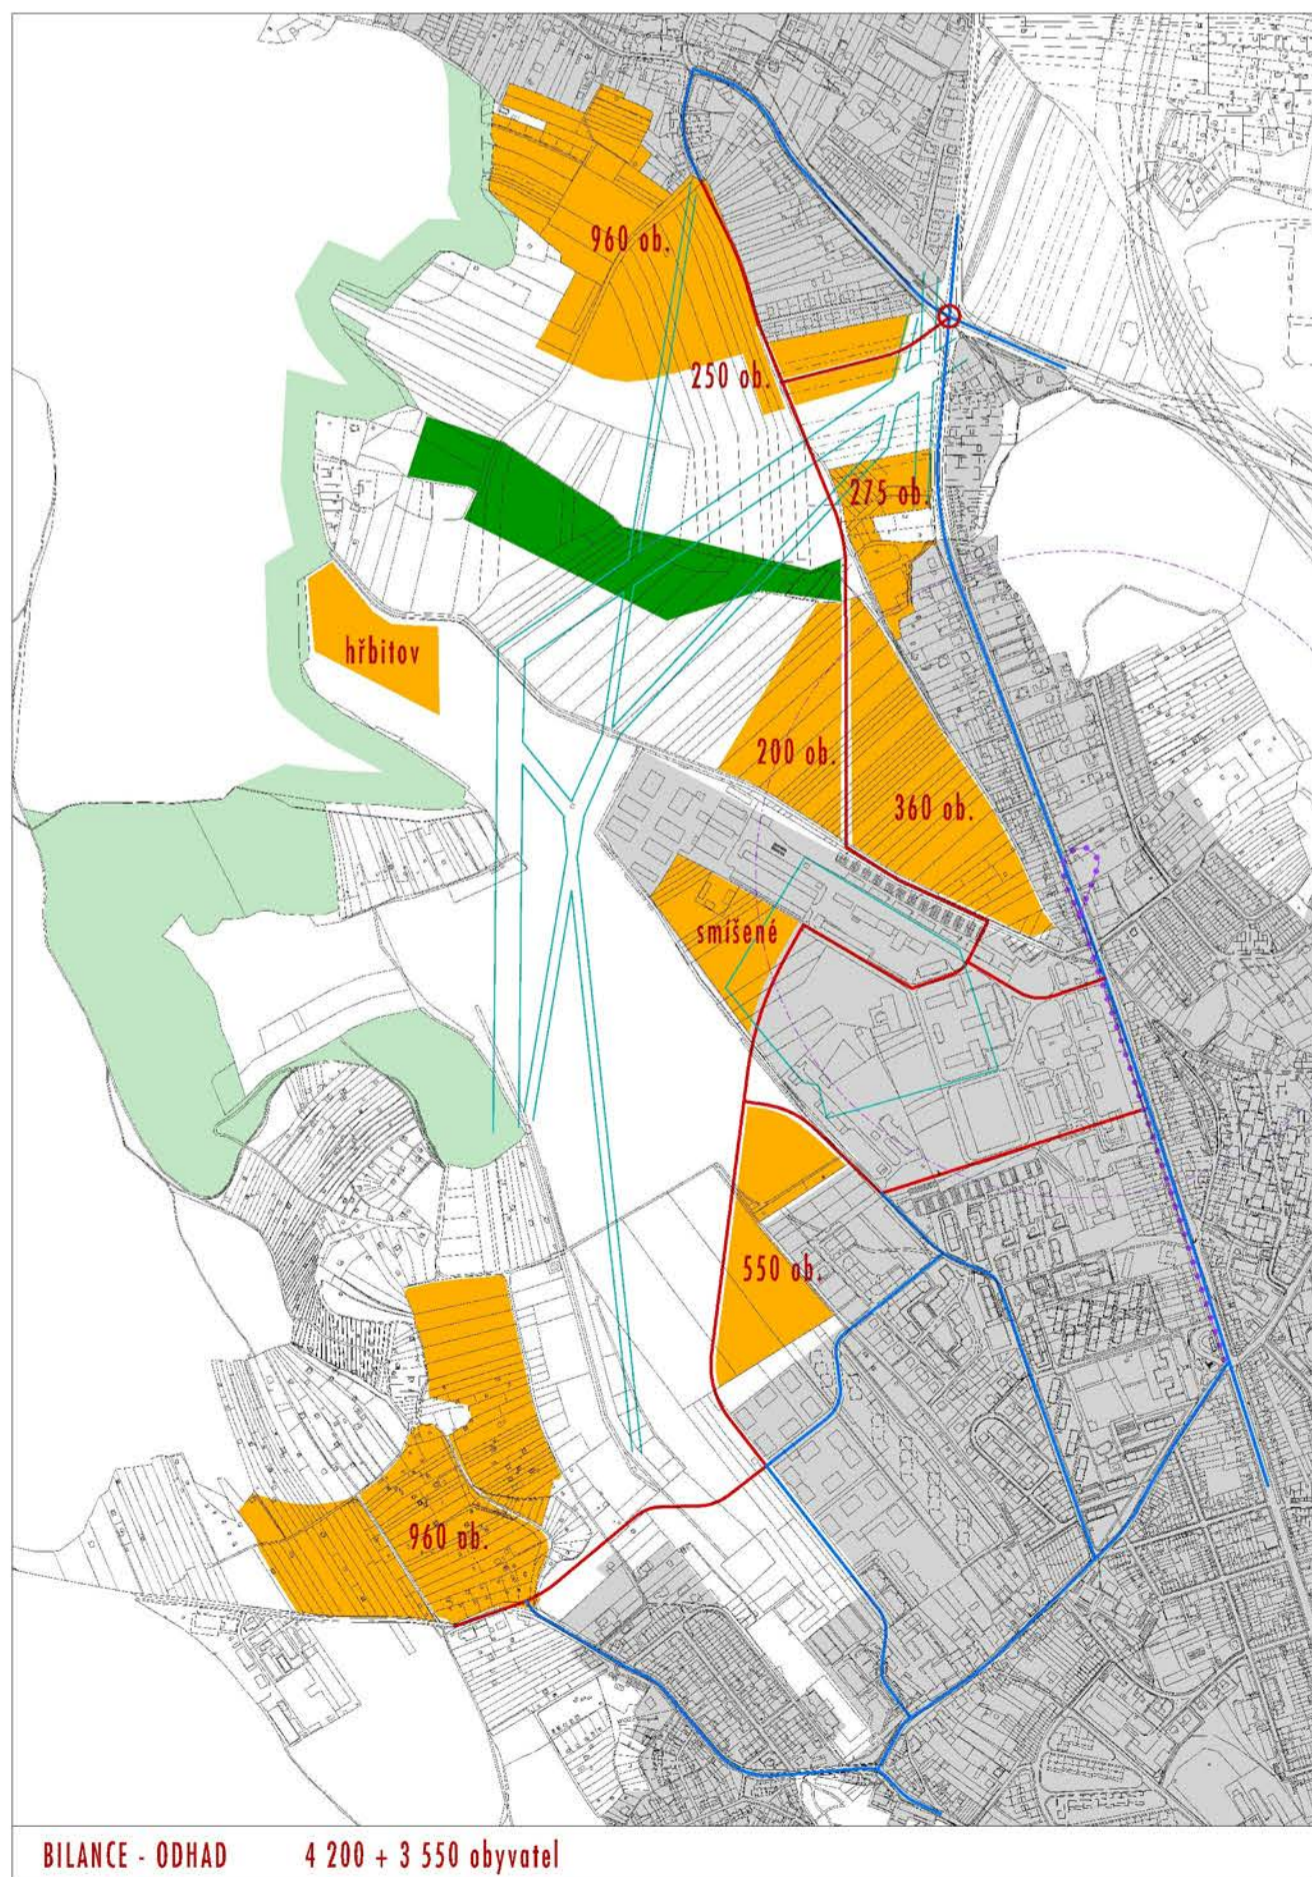 960 ob.
250 ob.
275 ob.
hřbitov
200 ob.
360 ob.
smíšené
550 ob.
960 ob.
BILANCE - ODHAD 4 200 + 3 550 obyvatel